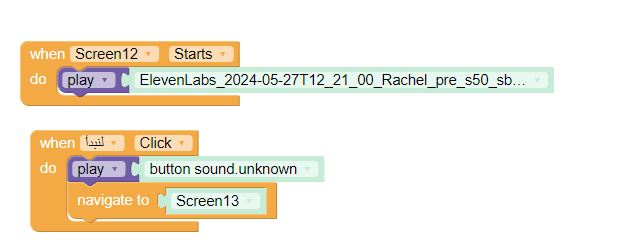 when Screen12 Starts
do play ElevenLabs_2024-05-27T12_21_00_Rachel_pre_s50_sb…
when لنبدأ Click
do play button sound.unknown
navigate to Screen13